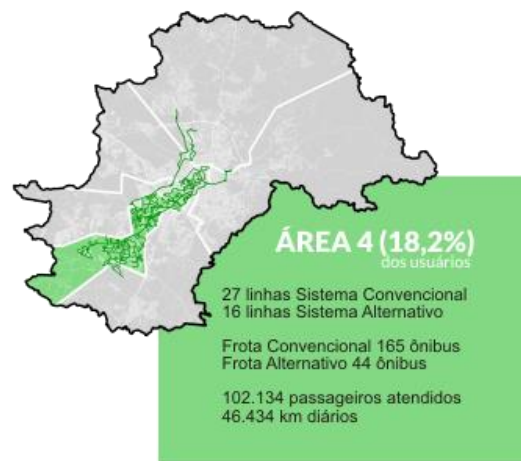 ÁREA 4 (18,2%)
dos usuários
27 linhas Sistema Convencional
16 linhas Sistema Alternativo
Frota Convencional 165 ônibus
Frota Alternativo 44 ônibus
102.134 passageiros atendidos
46.434 km diários